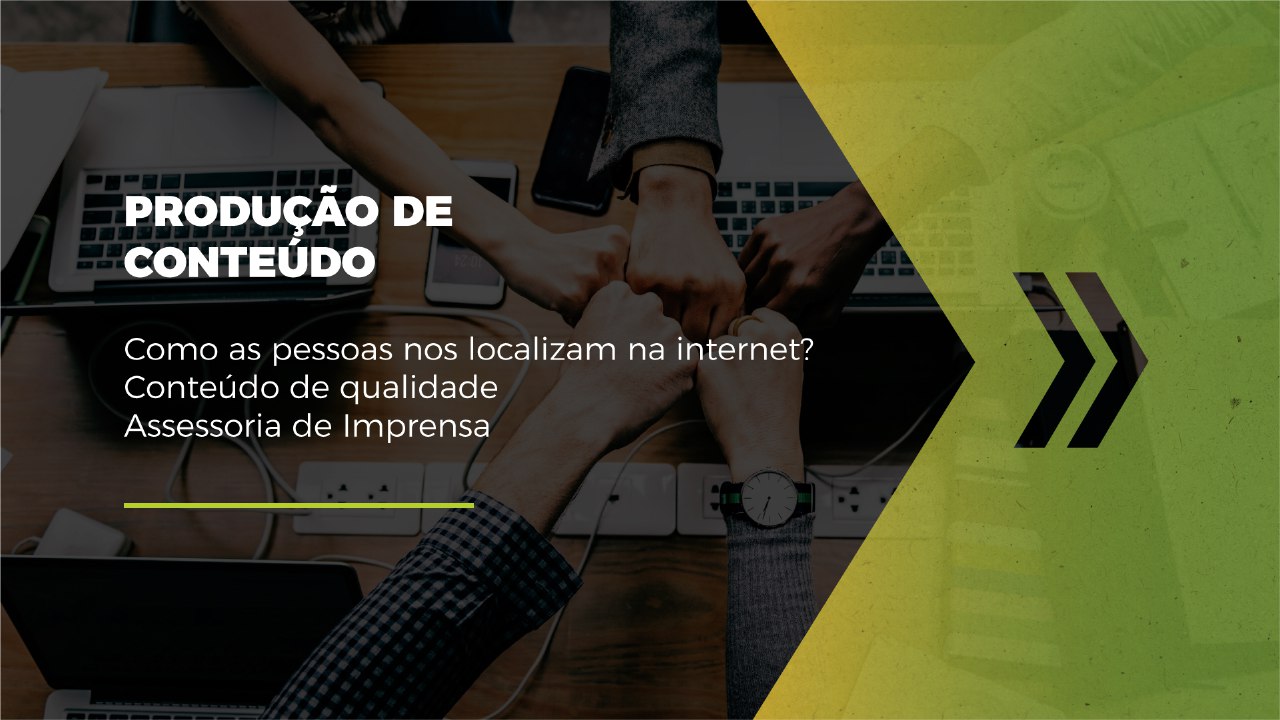 PRODUÇÃO DE
CONTEÚDO
Como as pessoas nos localizam na internet?
Conteúdo de qualidade
Assessoria de Imprensa